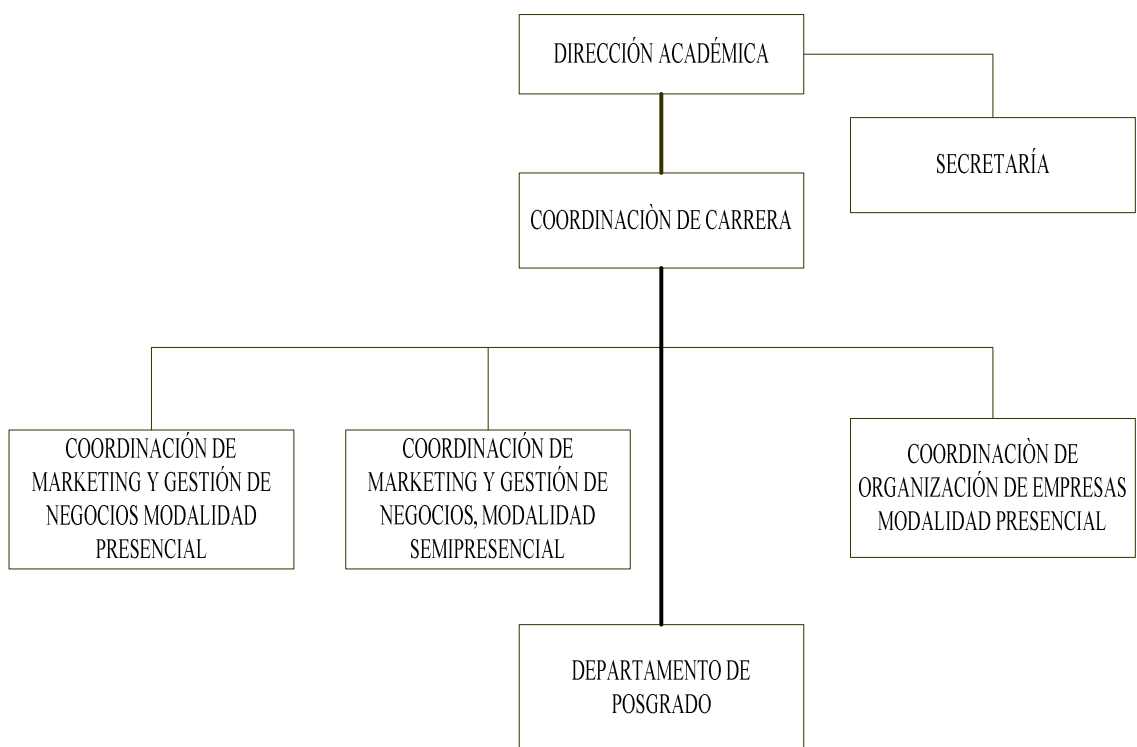 DIRECCIÓN ACADÉMICA
SECRETARÍA
COORDINACIÒN DE CARRERA
COORDINACIÓN DE
MARKETING Y GESTIÓN DE
NEGOCIOS MODALIDAD
PRESENCIAL
COORDINACIÓN DE
MARKETING Y GESTIÓN DE
NEGOCIOS, MODALIDAD
SEMIPRESENCIAL
COORDINACIÒN DE
ORGANIZACIÓN DE EMPRESAS
MODALIDAD PRESENCIAL
DEPARTAMENTO DE
POSGRADO